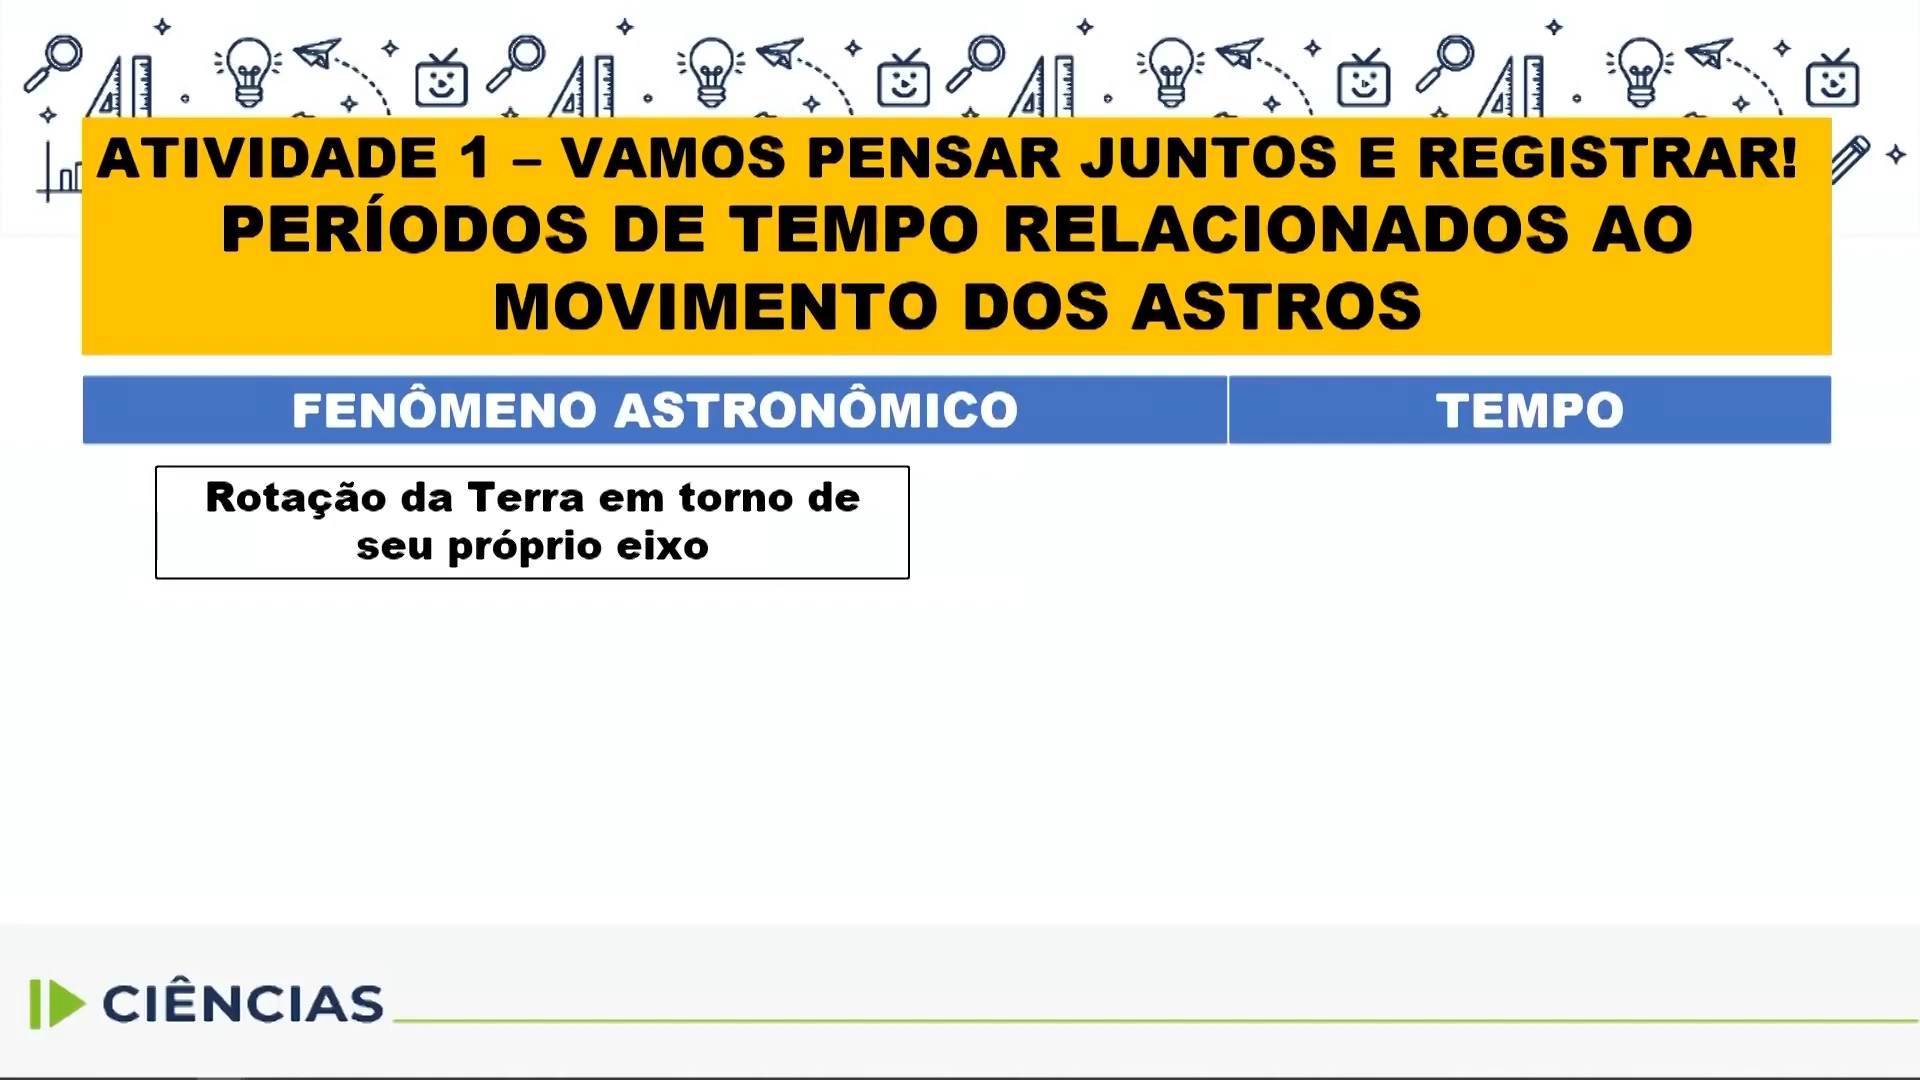 ATIVIDADE 1 – VAMOS PENSAR JUNTOS E REGISTRAR!
PERÍODOS DE TEMPO RELACIONADOS AO
MOVIMENTO DOS ASTROS
FENÔMENO ASTRONÔMICO
TEMPO
Rotação da Terra em torno de
seu próprio eixo
CIÊNCIAS